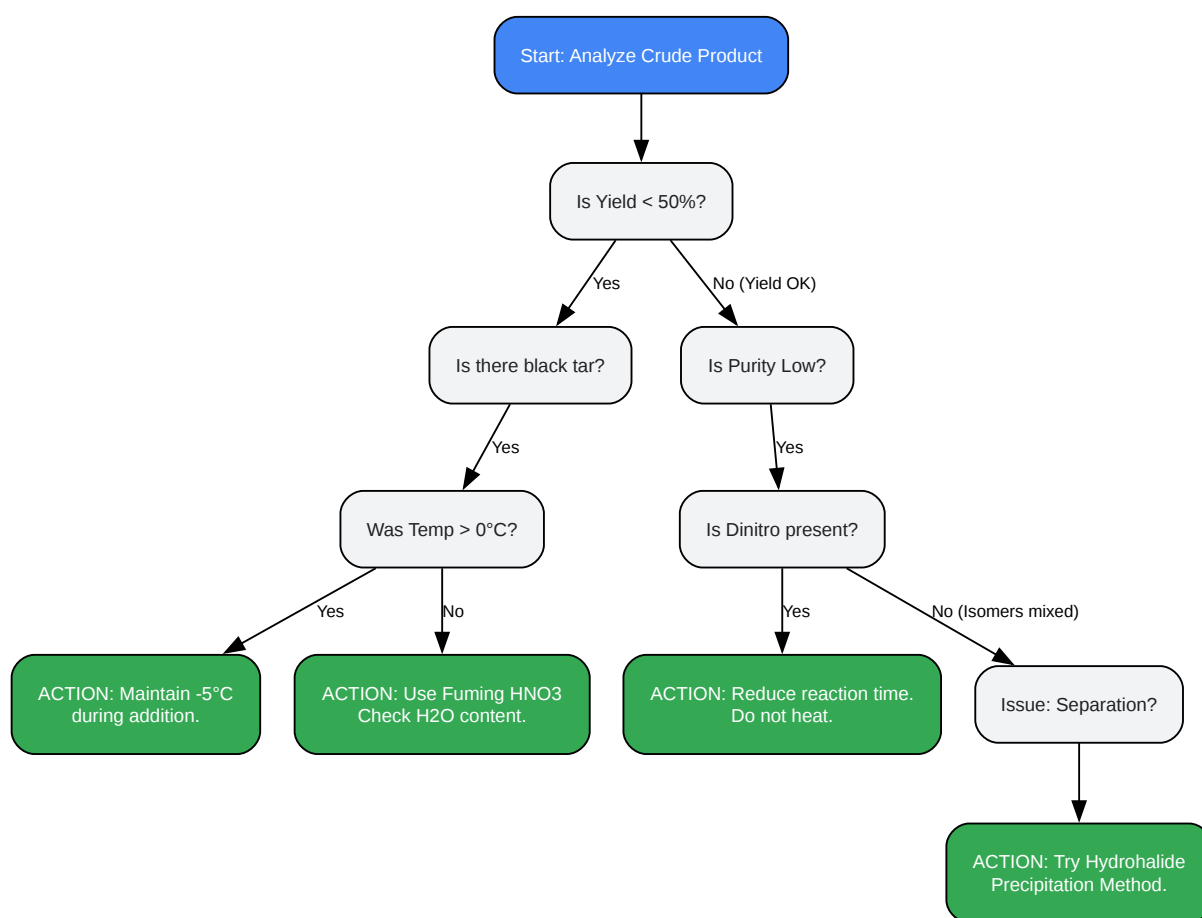 Start: Analyze Crude Product
Is Yield < 50%?
Yes
No (Yield OK)
Is there black tar?
Is Purity Low?
Yes
Yes
Was Temp > 0°C?
Is Dinitro present?
Yes
No
Yes
No (Isomers mixed)
ACTION: Maintain -5°C
during addition.
ACTION: Use Fuming HNO3
Check H2O content.
ACTION: Reduce reaction time.
Do not heat.
Issue: Separation?
ACTION: Try Hydrohalide
Precipitation Method.